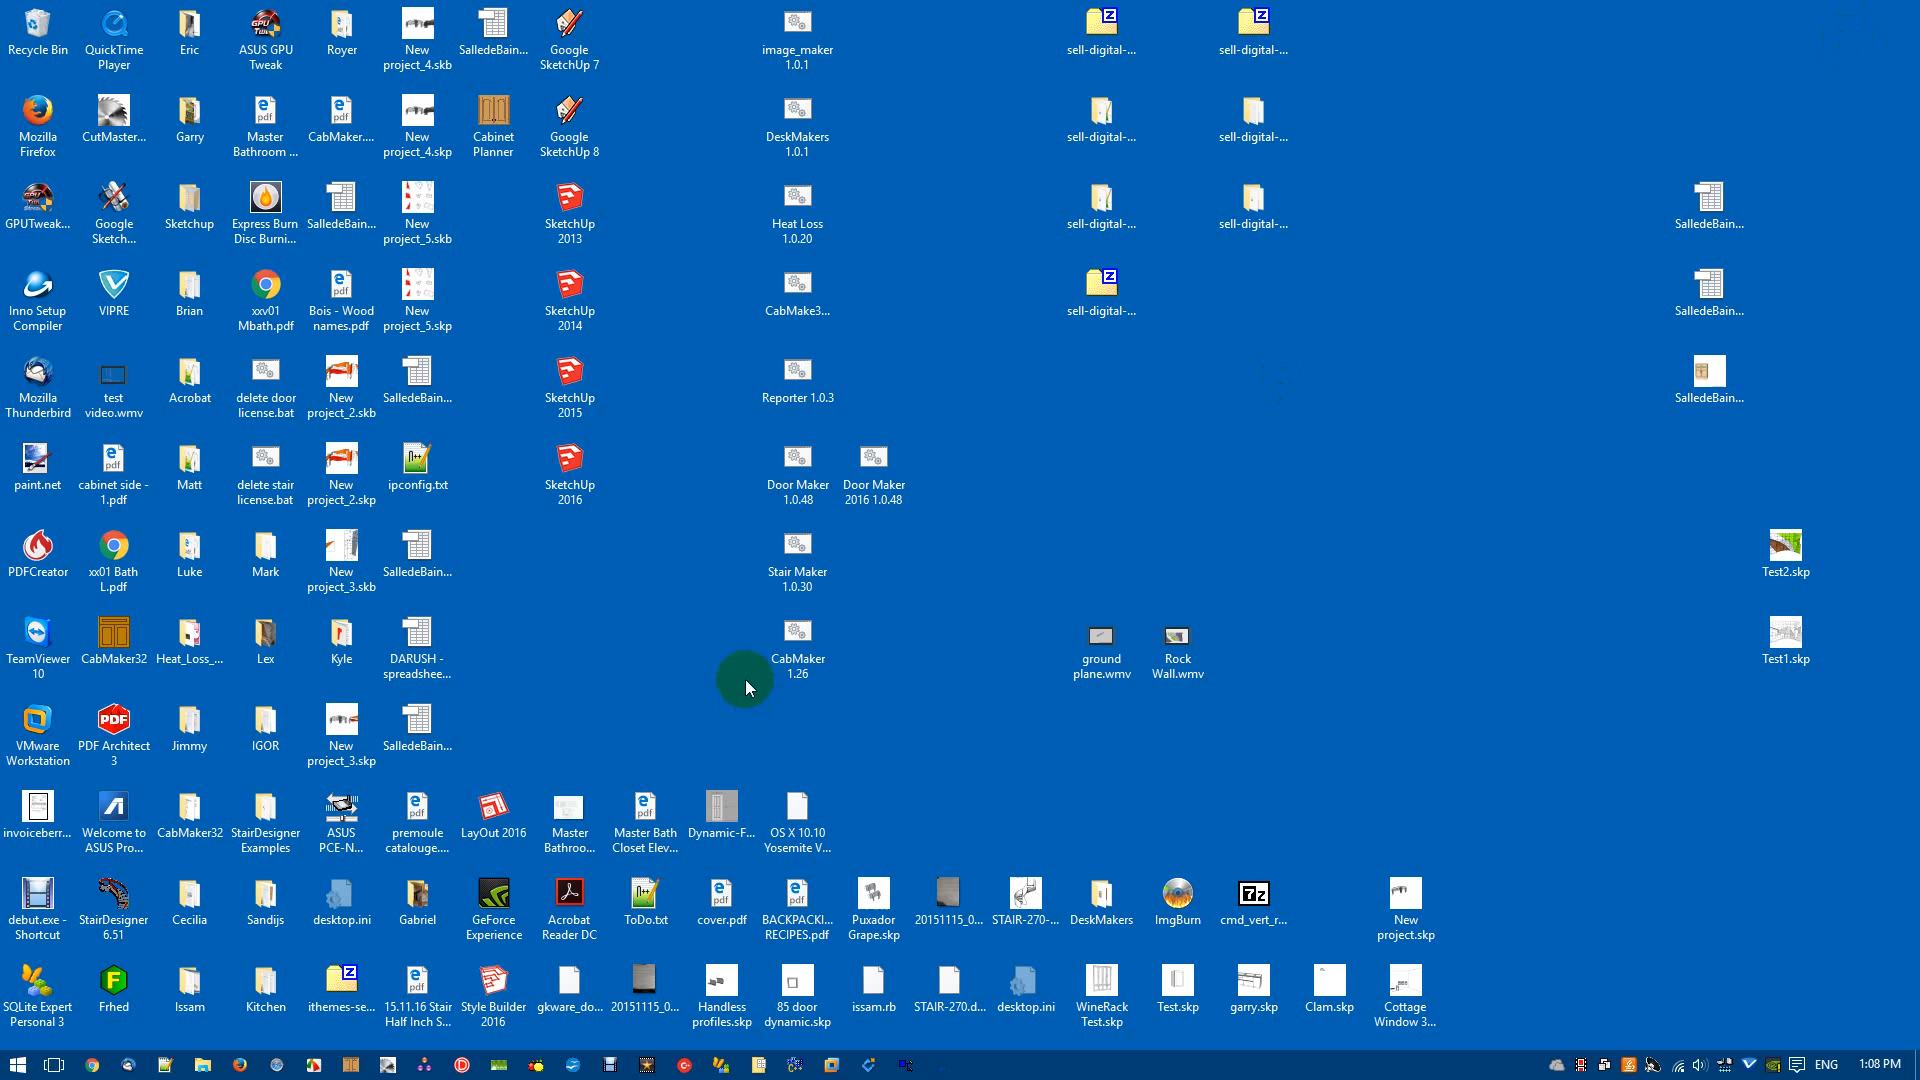 Recycle Bin
QuickTime
Player
Eric
ASUS GPU
Tweak
Royer
New
project_4.skb
SalledeBain...
Google
SketchUp 7
image_maker
1.0.1
sell-digital-...
sell-digital-...
Mozilla
Firefox
CutMaster...
Garry
Master
Bathroom ...
CabMaker....
New
project_4.skp
Cabinet
Planner
Google
SketchUp 8
DeskMakers
1.0.1
sell-digital-...
sell-digital-...
GPUTweak...
Google
Sketch...
Sketchup
Express Burn
Disc Burni...
SalledeBain...
New
project_5.skb
SketchUp
2013
Heat Loss
1.0.20
sell-digital-...
sell-digital-...
SalledeBain...
Inno Setup
Compiler
VIPRE
Brian
xxv01
Mbath.pdf
Bois - Wood
names.pdf
New
project_5.skp
SketchUp
2014
CabMake3...
sell-digital-...
SalledeBain...
Mozilla
Thunderbird
test
video.wmv
Acrobat
delete door
license.bat
New
project_2.skb
SalledeBain...
SketchUp
2015
Reporter 1.0.3
SalledeBain...
paint.net
cabinet side -
1.pdf
Matt
delete stair
license.bat
New
project_2.skp
ipconfig.txt
SketchUp
2016
Door Maker
1.0.48
Door Maker
2016 1.0.48
PDFCreator
xx01 Bath
L.pdf
Luke
Mark
New
project_3.skb
SalledeBain...
Stair Maker
1.0.30
Test2.skp
TeamViewer
10
CabMaker32
Heat_Loss_...
Lex
Kyle
DARUSH -
spreadshee...
CabMaker
1.26
ground
plane.wmv
Rock
Wall.wmv
Test1.skp
VMware
Workstation
PDF Architect
3
Jimmy
IGOR
New
project_3.skp
SalledeBain...
invoiceberr...
Welcome to
ASUS Pro...
CabMaker32
StairDesigner
Examples
ASUS
PCE-N...
premoule
catalouge....
LayOut 2016
Master
Bathroo...
Master Bath
Closet Elev...
Dynamic-F...
OS X 10.10
Yosemite V...
debut.exe -
Shortcut
StairDesigner
6.51
Cecilia
Sandijs
desktop.ini
Gabriel
GeForce
Experience
Acrobat
Reader DC
ToDo.txt
cover.pdf
BACKPACKI...
RECIPES.pdf
Puxador
Grape.skp
20151115_0...
STAIR-270-...
DeskMakers
ImgBurn
cmd_vert_r...
New
project.skp
SQLite Expert
Personal 3
Frhed
Issam
Kitchen
ithemes-se...
15.11.16 Stair
Half Inch S...
Style Builder
2016
gkware_do...
20151115_0...
Handless
profiles.skp
85 door
dynamic.skp
issam.rb
STAIR-270.d...
desktop.ini
WineRack
Test.skp
Test.skp
garry.skp
Clam.skp
Cottage
Window 3...
ENG
1:08 PM